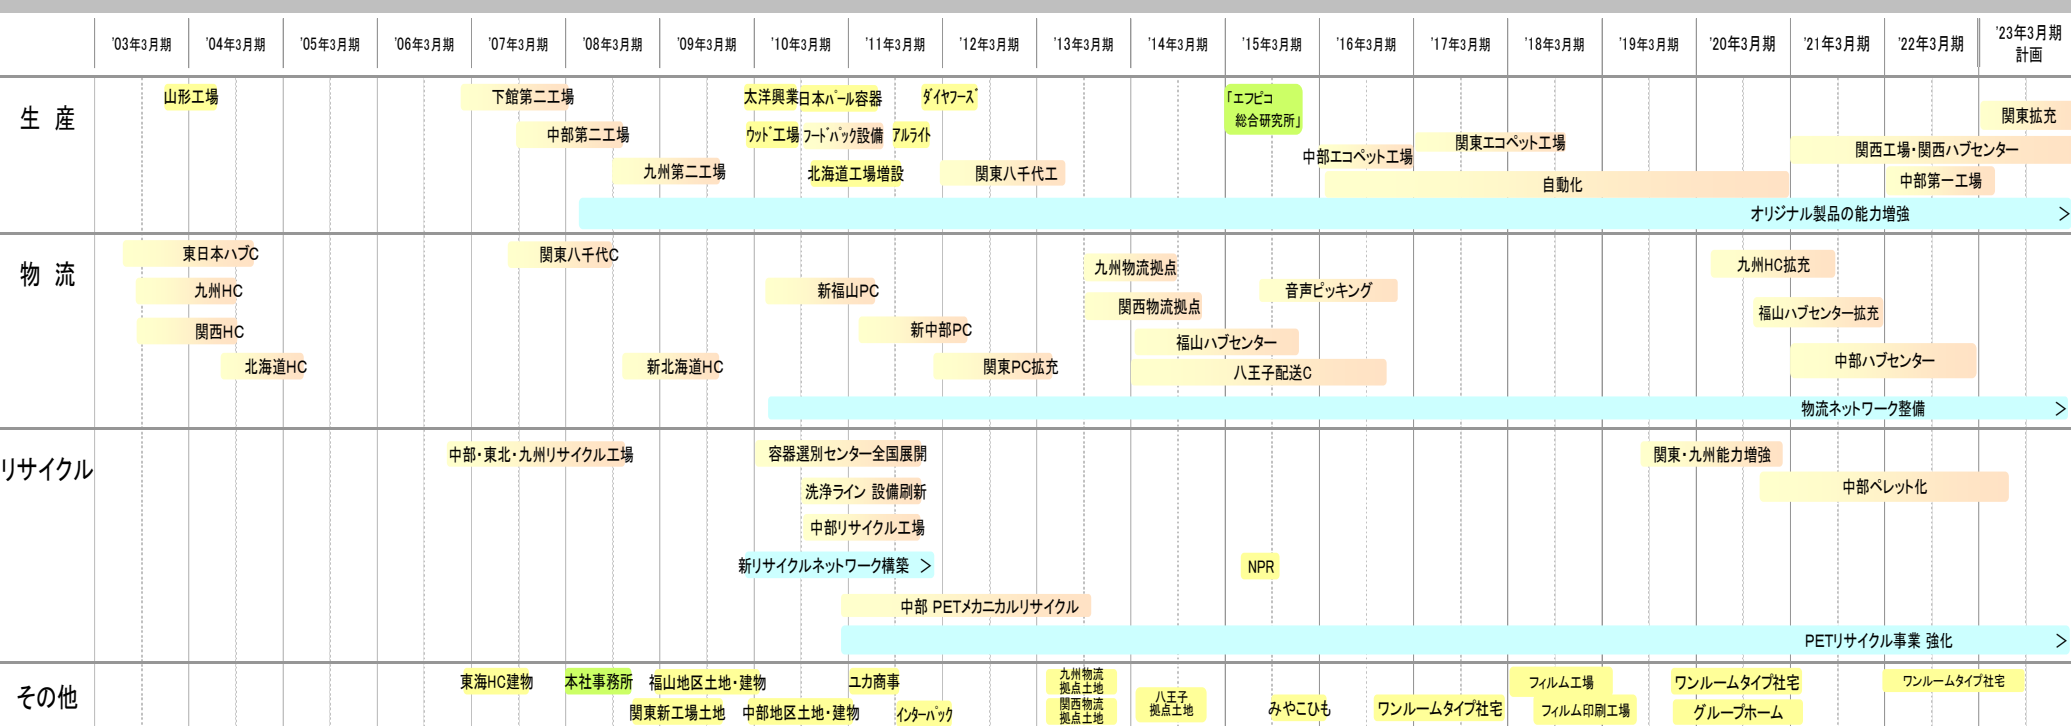 '03年3月期 '04年3月期 '05年3月期 '06年3月期 '07年3月期 '08年3月期 '09年3月期 '10年3月期 '11年3月期 '12年3月期 '13年3月期 '14年3月期 '15年3月期 '16年3月期 '17年3月期 '18年3月期 '19年3月期 '20年3月期 '21年3月期 '22年3月期 '23年3月期
計画
生 産
山形工場 下館第二工場 太洋興業 日本パール容器 ダイヤフーズ 「エフピコ
総合研究所」
関東拡充
中部第二工場 ウッド工場 フードパック設備 アルライト 関東エコペット工場 関西工場・関西ハブセンター
九州第二工場 北海道工場増設 関東八千代工 中部エコペット工場 自動化 中部第一工場
オリジナル製品の能力増強 >
物 流
東日本ハブC 関東八千代C 九州物流拠点 九州HC拡充
九州HC 新福山PC 関西物流拠点 音声ピッキング 福山ハブセンター拡充
関西HC 新中部PC 福山ハブセンター
北海道HC 新北海道HC 関東PC拡充 八王子配送C 中部ハブセンター
物流ネットワーク整備 >
リサイクル
中部・東北・九州リサイクル工場 容器選別センター全国展開 関東・九州能力増強
洗浄ライン 設備刷新 中部ペレット化
中部リサイクル工場
新リサイクルネットワーク構築 > NPR
中部 PETメカニカルリサイクル
PETリサイクル事業 強化 >
その他
東海HC建物 本社事務所 福山地区土地・建物 ユカ商事 九州物流
拠点土地
フィルム工場 ワンルームタイプ社宅 ワンルームタイプ社宅
関東新工場土地 中部地区土地・建物 インターパック 関西物流
拠点土地
八王子
拠点土地
みやこひも ワンルームタイプ社宅 フィルム印刷工場 グループホーム